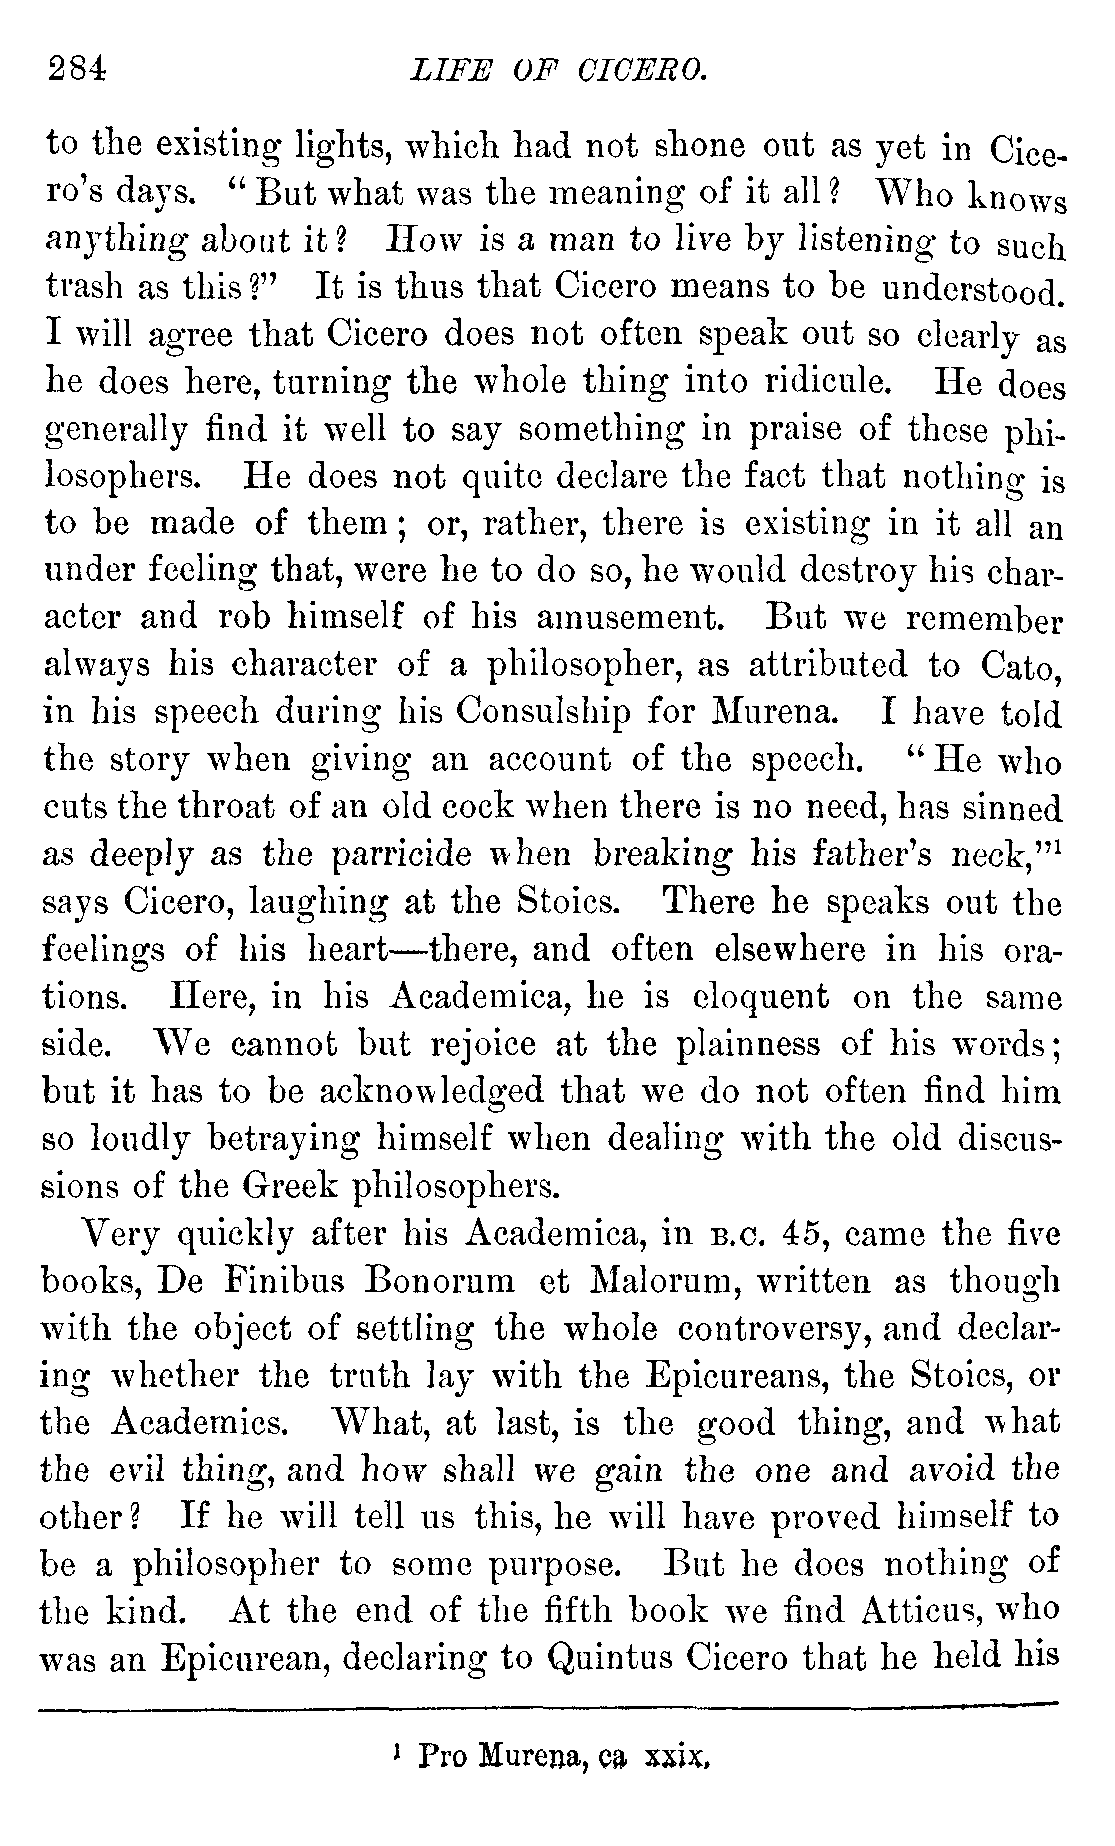 284 LIFE OF CICERO.
to the existing lights, which had not shone out as yet in Cice-
ro's days. "But what was the meaning of it all? Who knows
anything about it? How is a man to live by listening to such
trash as this?" It is thus that Cicero means to be understood.
I will agree that Cicero does not often speak out so clearly as
he does here, turning the whole thing into ridicule. He does
generally find it well to say something in praise of these phi-
losophers. He does not quite declare the fact that nothing is
to be made of them; or, rather, there is existing in it all an
under feeling that, were he to do so, he would destroy his char-
acter and rob himself of his amusement. But we remember
always his character of a philosopher, as attributed to Cato,
in his speech during his Consulship for Murena. I have told
the story when giving an account of the speech. "He who
cuts the throat of an old cock when there is no need, has sinned
as deeply as the parricide when breaking his father's neck,"¹
says Cicero, laughing at the Stoics. There he speaks out the
feelings of his heart—there, and often elsewhere in his ora-
tions. Here, in his Academica, he is eloquent on the same
side. We cannot but rejoice at the plainness of his words;
but it has to be acknowledged that we do not often find him
so loudly betraying himself when dealing with the old discus-
sions of the Greek philosophers.
Very quickly after his Academica, in B.C. 45, came the five
books, De Finibus Bonorum et Malorum, written as though
with the object of settling the whole controversy, and declar-
ing whether the truth lay with the Epicureans, the Stoics, or
the Academics. What, at last, is the good thing, and what
the evil thing, and how shall we gain the one and avoid the
other? If he will tell us this, he will have proved himself to
be a philosopher to some purpose. But he does nothing of
the kind. At the end of the fifth book we find Atticus, who
was an Epicurean, declaring to Quintus Cicero that he held his
¹ Pro Murena, ca xxix.